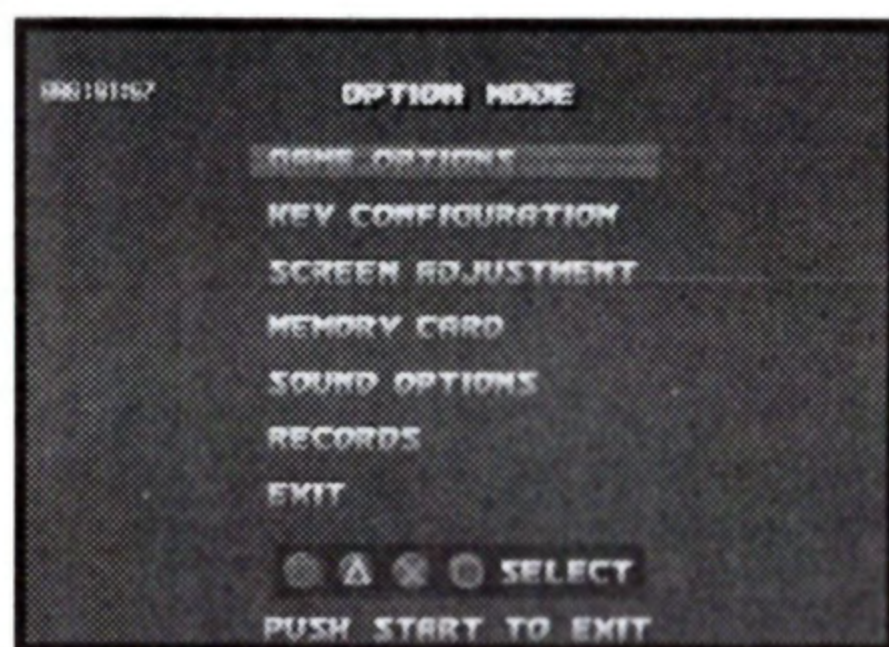 OPTION MODE
GAME OPTIONS
KEY CONFIGURATION
SCREEN ADJUSTMENT
MEMORY CARD
SOUND OPTIONS
RECORDS
EXIT
SELECT
PUSH START TO EXIT